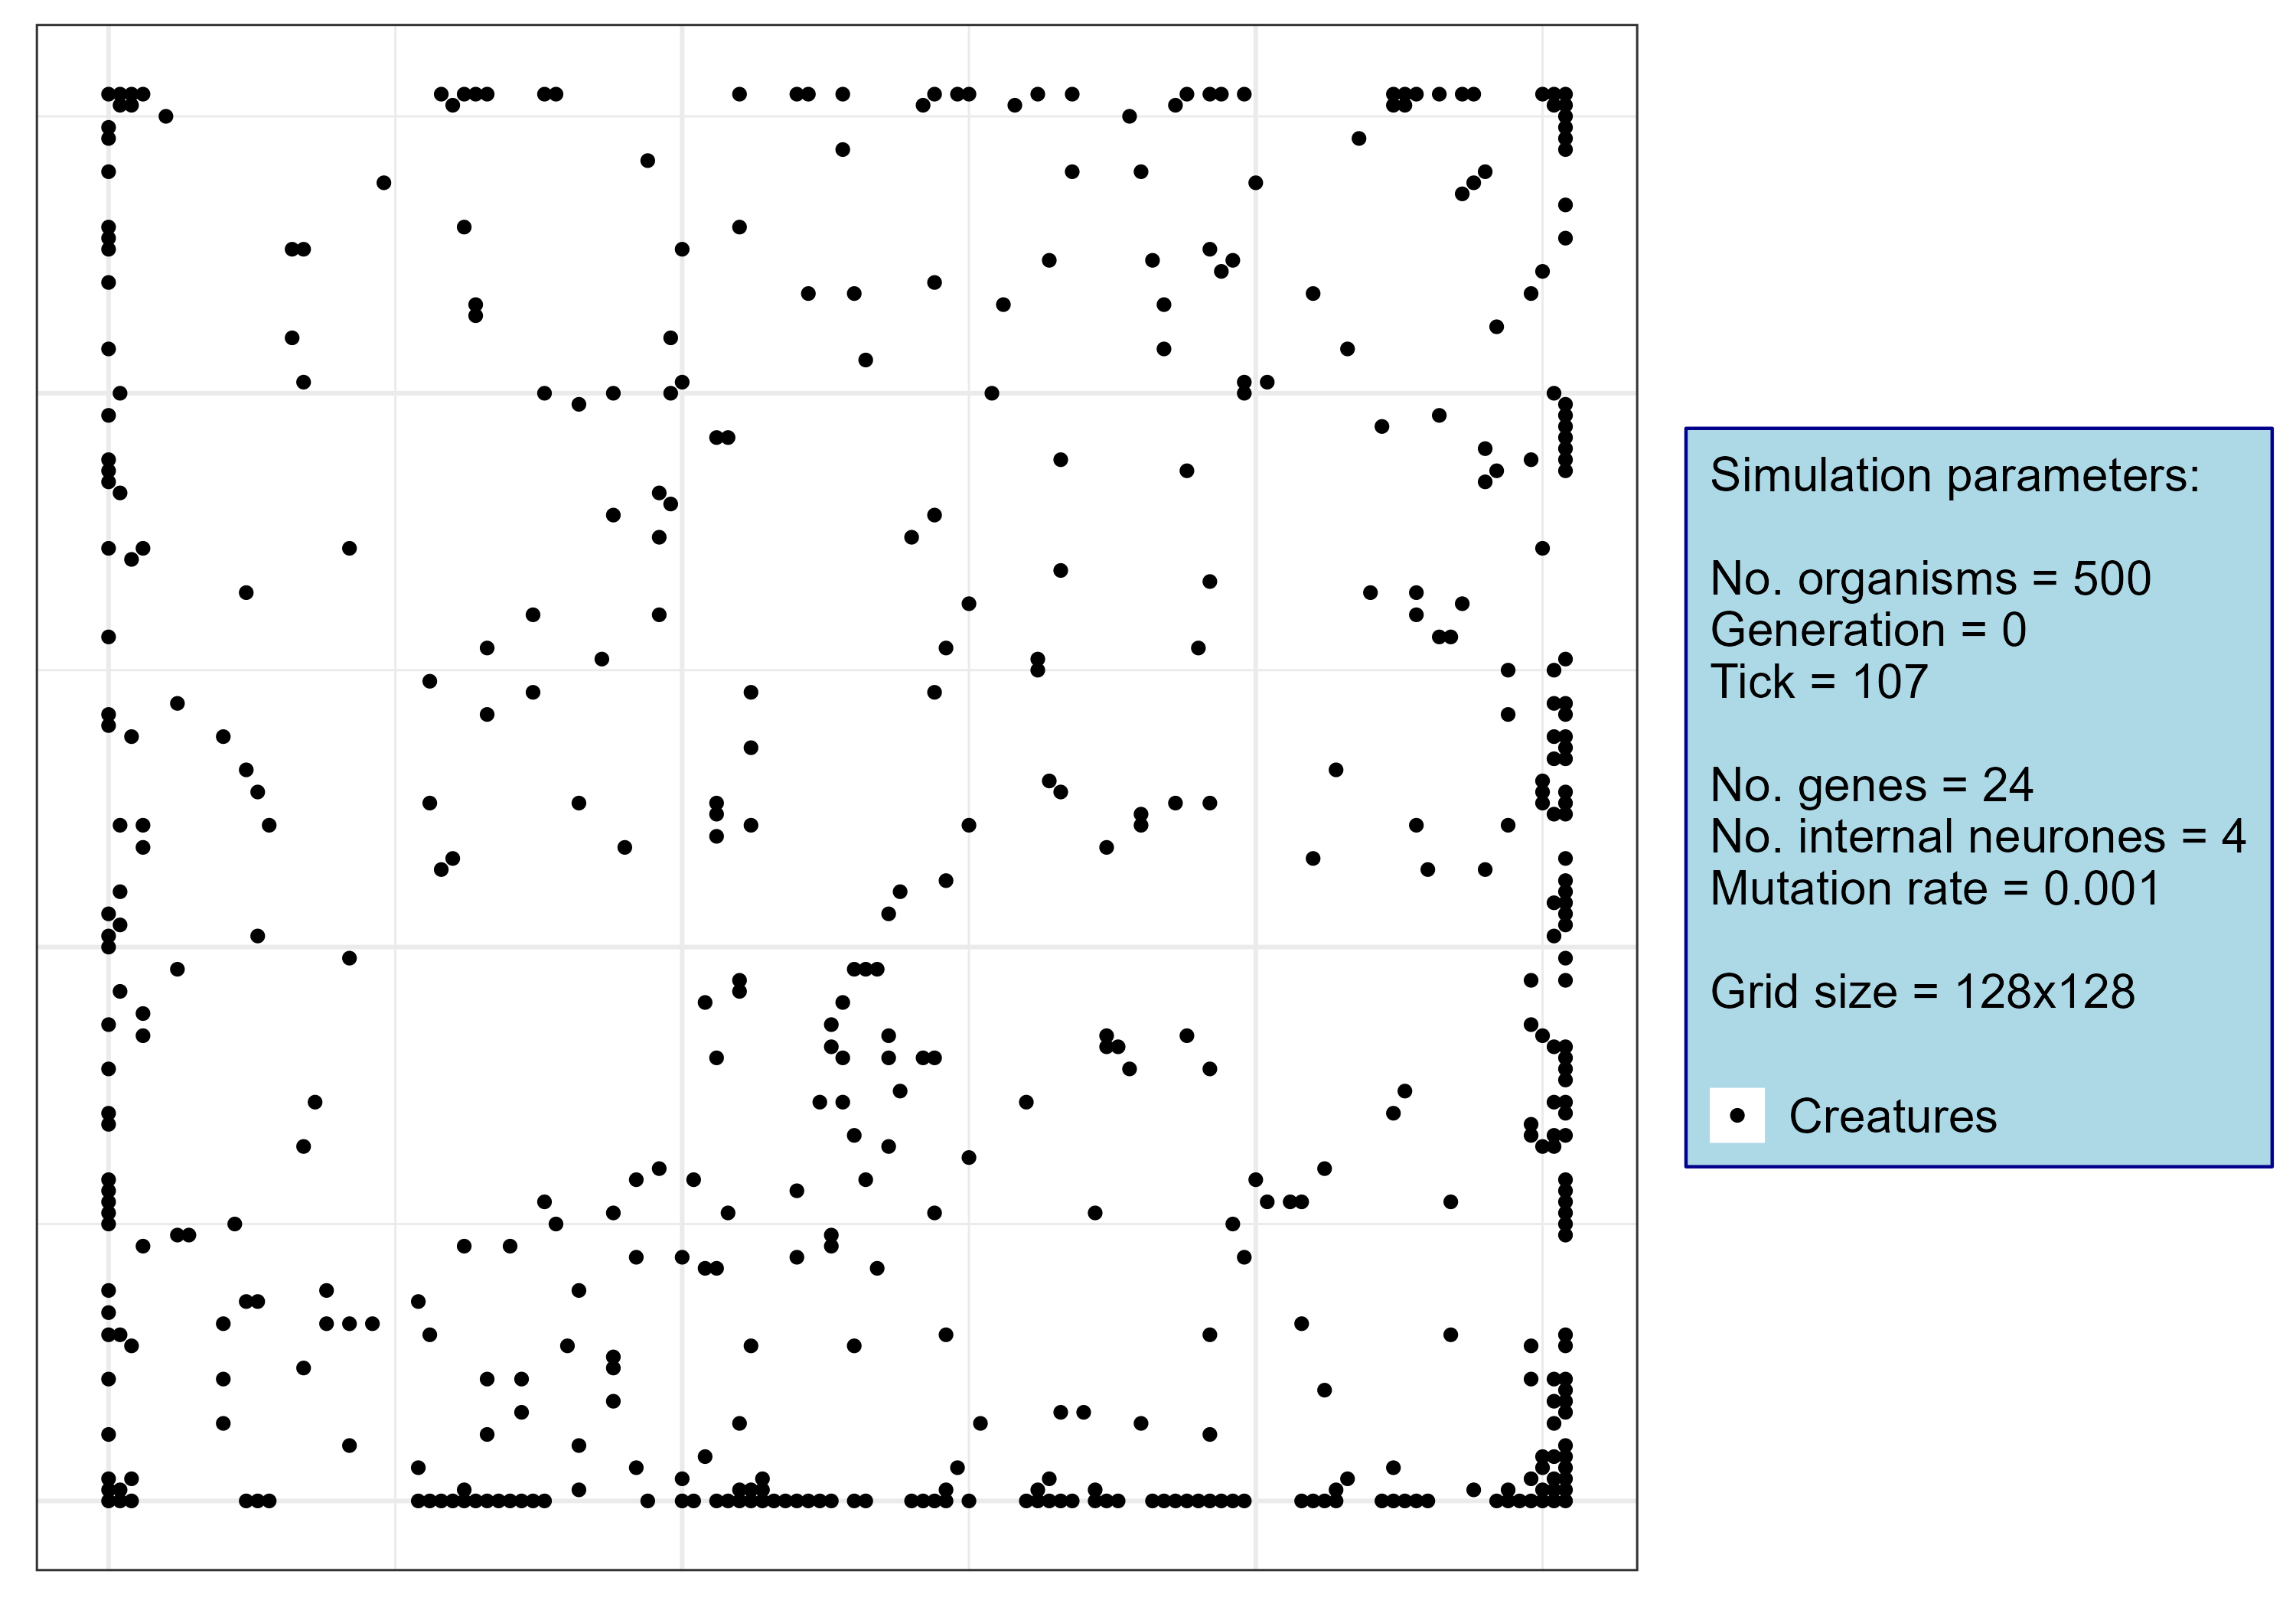 Simulation parameters:
No. organisms = 500
Generation = 0
Tick = 107
No. genes = 24
No. internal neurones = 4
Mutation rate = 0.001
Grid size = 128x128
Creatures